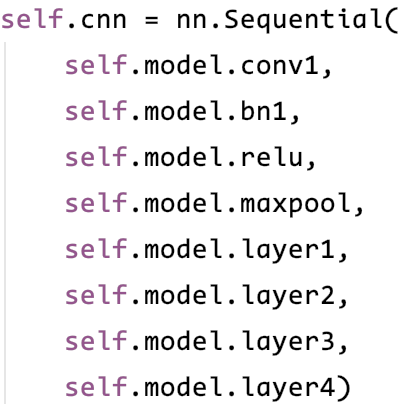 self.cnn = nn.Sequential(
self.model.conv1,
self.model.bn1,
self.model.relu,
self.model.maxpool,
self.model.layer1,
self.model.layer2,
self.model.layer3,
self.model.layer4)